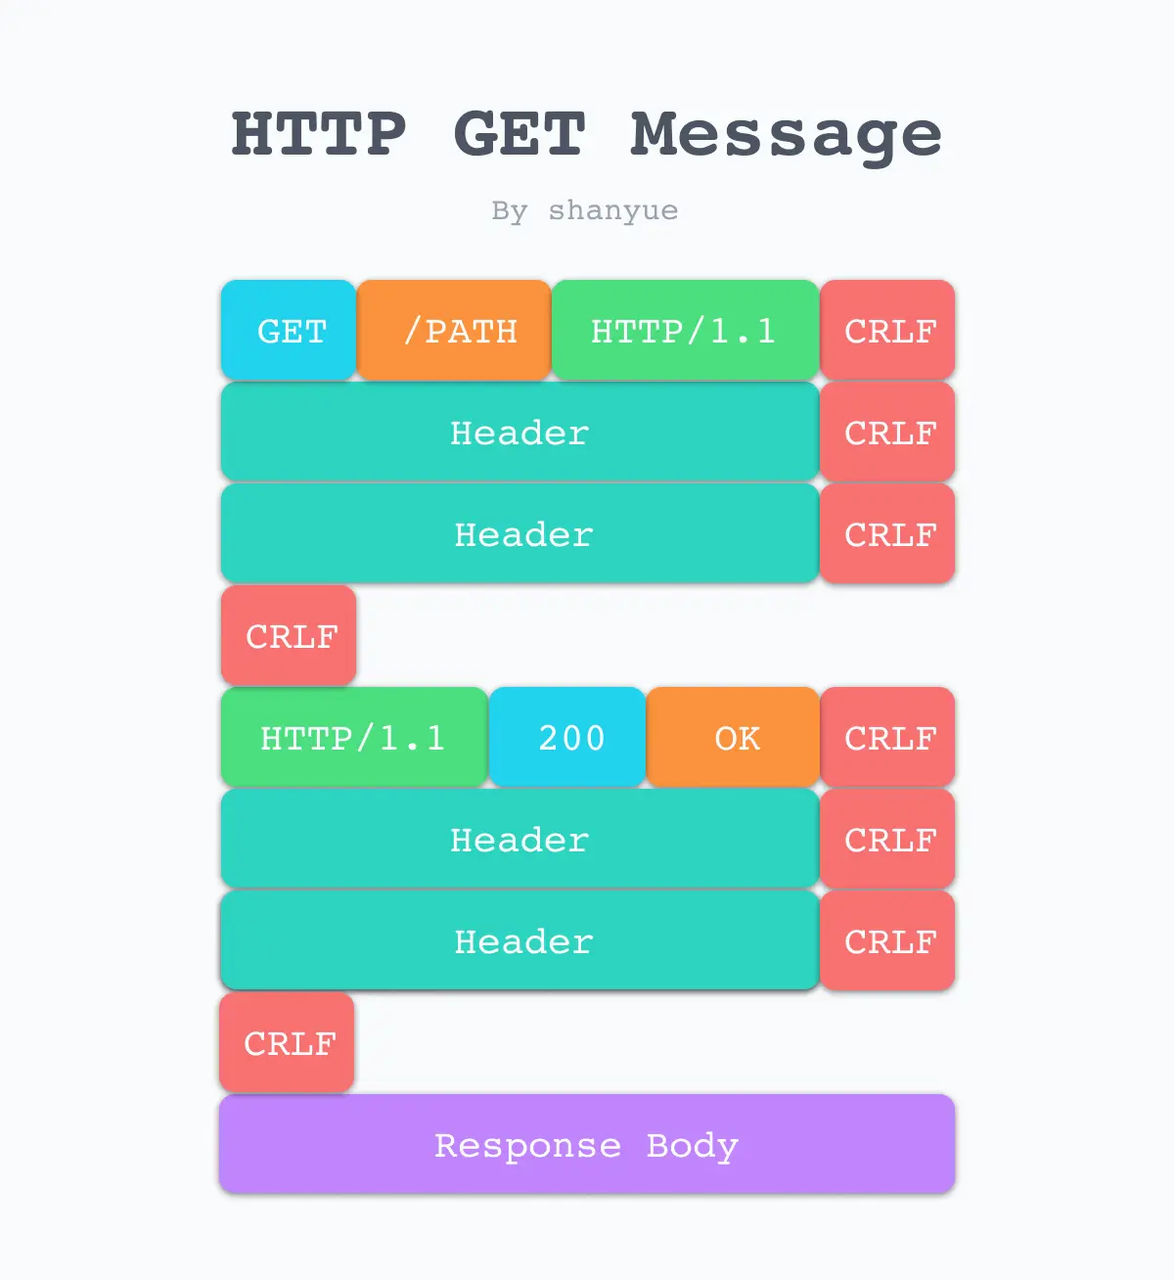 HTTP GET Message
By shanyue
GET /PATH HTTP/1.1 CRLF
Header CRLF
Header CRLF
CRLF
HTTP/1.1 200 OK CRLF
Header CRLF
Header CRLF
CRLF
Response Body